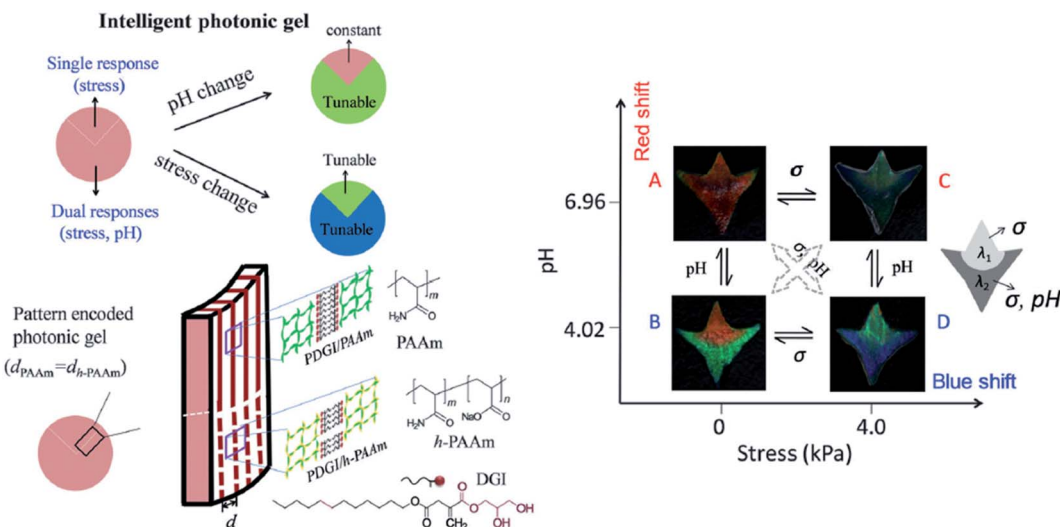 Intelligent photonic gel
Single response
(stress)
Dual responses
(stress, pH)
pH change
stress change
constant
Tunable
Tunable
Pattern encoded
photonic gel
(dPAAm=dh-PAAm)
d
PDGI/PAAm
PDGI/h-PAAm
m
H₂N
O
PAAm
m
n
H₂N
O
NaO
O
h-PAAm
DGI
O
O
CH₂
O
O
OH
OH
Red shift
pH
6.96
4.02
A
σ
C
pH
σ, pH
pH
B
σ
D
Blue shift
0
4.0
Stress (kPa)
σ
λ₁
λ₂
σ, pH